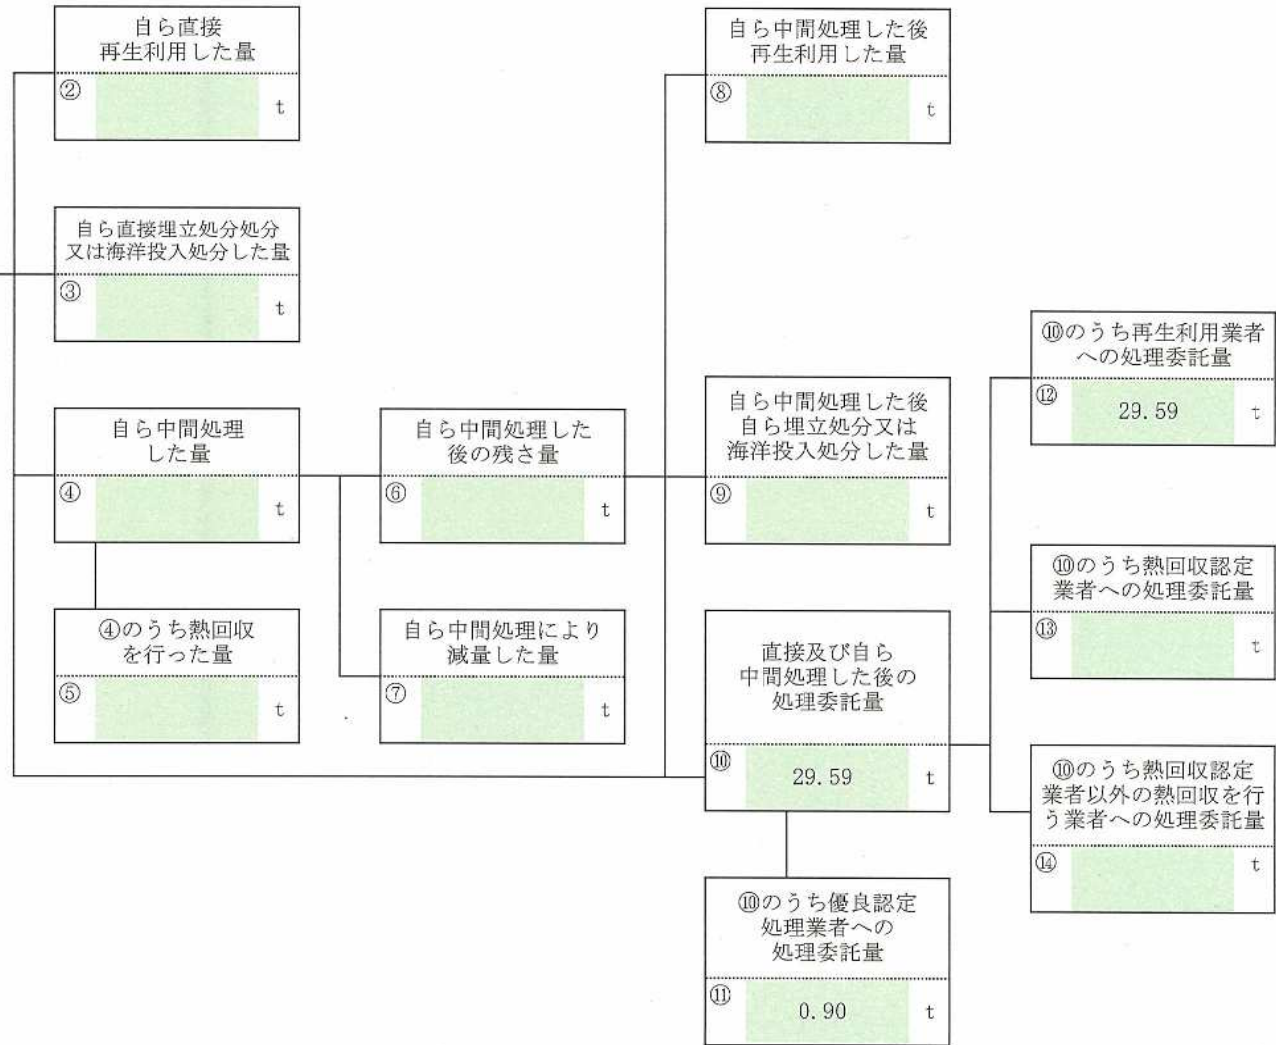 自ら直接
再生利用した量
②
t
自ら中間処理した後
再生利用した量
⑧
t
自ら直接埋立処分処分
又は海洋投入処分した量
③
t
⑩のうち再生利用業者
への処理委託量
⑫ 29.59 t
自ら中間処理
した量
④
t
自ら中間処理した
後の残さ量
⑥
t
自ら中間処理した後
自ら埋立処分又は
海洋投入処分した量
⑨
t
⑩のうち熱回収認定
業者への処理委託量
⑬
t
④のうち熱回収
を行った量
⑤
t
自ら中間処理により
減量した量
⑦
t
直接及び自ら
中間処理した後の
処理委託量
⑩ 29.59 t
⑩のうち熱回収認定
業者以外の熱回収を行
う業者への処理委託量
⑭
t
⑩のうち優良認定
処理業者への
処理委託量
⑪ 0.90 t